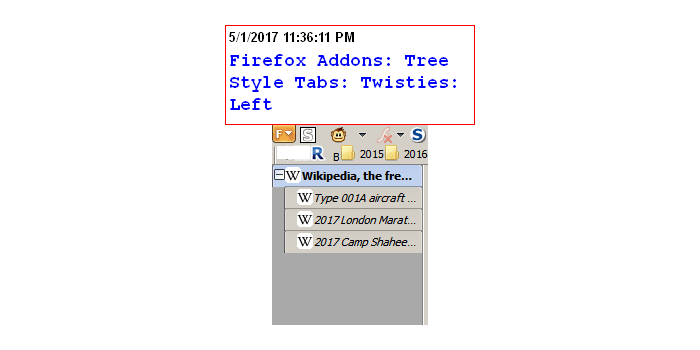 5/1/2017 11:36:11 PM
Firefox Addons: Tree
Style Tabs: Twisties:
Left
F S S
R B 2015 2016
W Wikipedia, the fre...
W Type 001A aircraft ...
W 2017 London Marat...
W 2017 Camp Shahee...